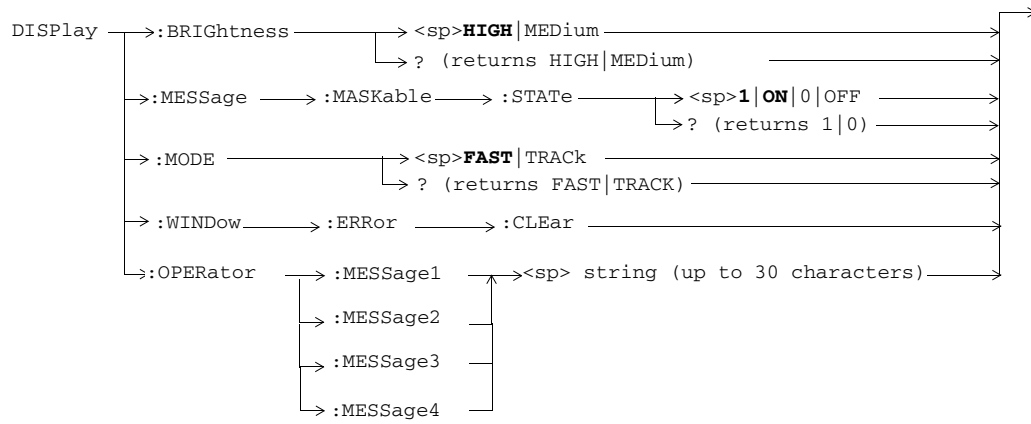 DISPlay :BRIGhtness <sp>HIGH|MEDium
? (returns HIGH|MEDium)
:MESSage :MASKable :STATe <sp>1|ON|0|OFF
? (returns 1|0)
:MODE <sp>FAST|TRACk
? (returns FAST|TRACK)
:WINDow :ERRor :CLEar
:OPERator :MESSage1 <sp> string (up to 30 characters)
:MESSage2
:MESSage3
:MESSage4